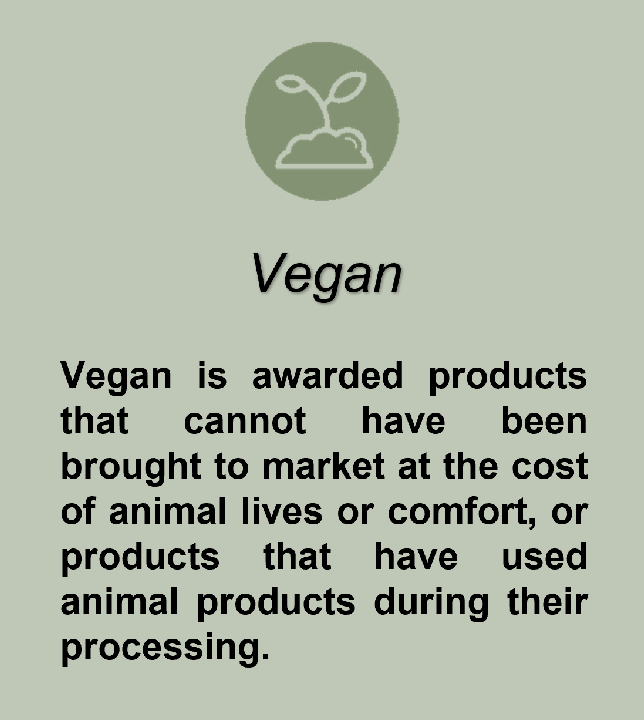 Vegan
Vegan is awarded products
that cannot have been
brought to market at the cost
of animal lives or comfort, or
products that have used
animal products during their
processing.